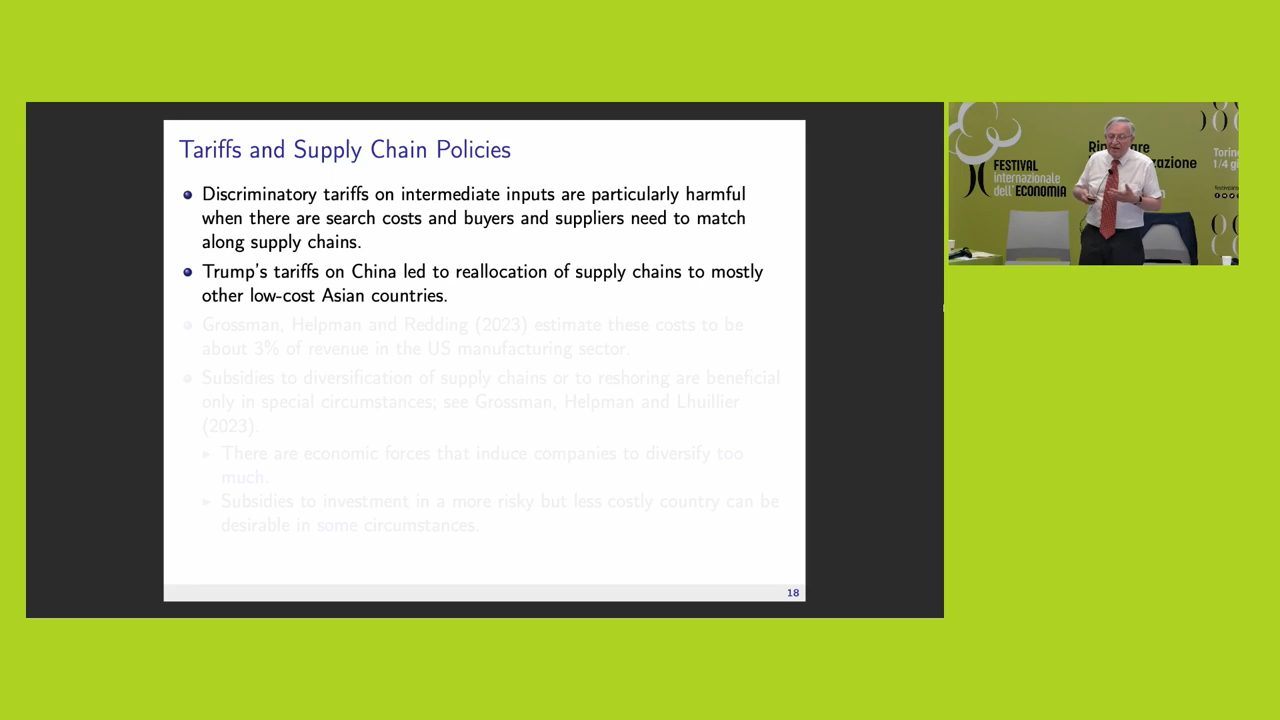 Tariffs and Supply Chain Policies
Discriminatory tariffs on intermediate inputs are particularly harmful
when there are search costs and buyers and suppliers need to match
along supply chains.
Trump's tariffs on China led to reallocation of supply chains to mostly
other low-cost Asian countries.
Grossman, Helpman and Redding (2023) estimate these costs to be
about 3% of revenue in the US manufacturing sector.
Subsidies to diversification of supply chains or to reshoring are beneficial
only in special circumstances; see Grossman, Helpman and Lhuillier
(2023).
There are economic forces that induce companies to diversify too
much.
Subsidies to investment in a more risky but less costly country can be
desirable in some circumstances.
18
FESTIVAL
internazionale
dell'ECONOMIA
Torino